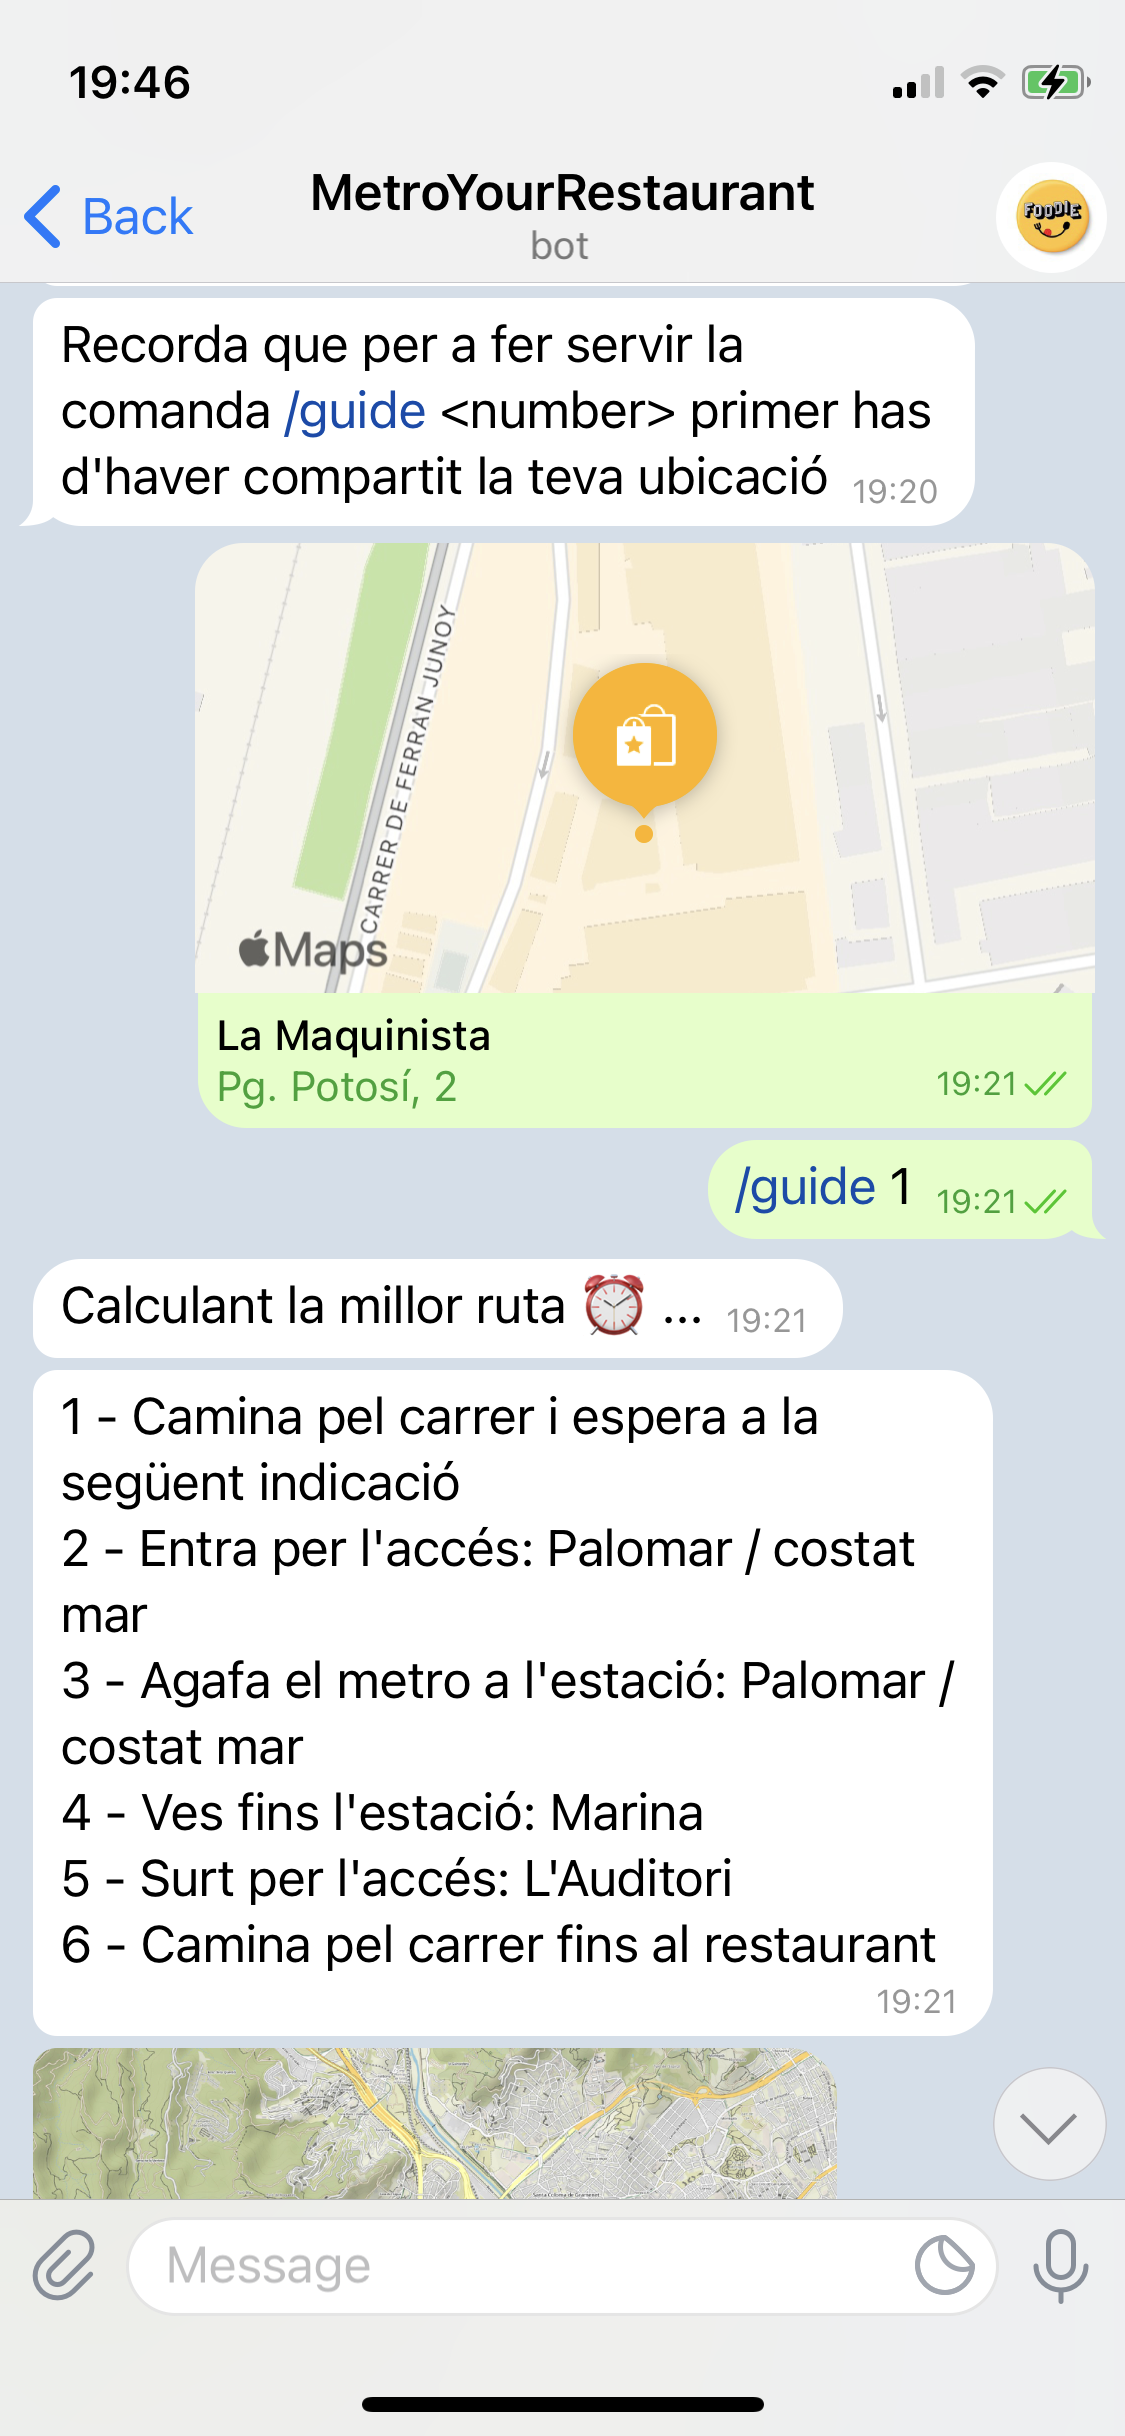 19:46
Back
MetroYourRestaurant
bot
FOODIE
Recorda que per a fer servir la
comanda /guide <number> primer has
d'haver compartit la teva ubicació 19:20
CARRER DE FERRAN JUNOY
Maps
La Maquinista
Pg. Potosí, 2
19:21
/guide 1 19:21
Calculant la millor ruta ⏰ ... 19:21
1 - Camina pel carrer i espera a la
següent indicació
2 - Entra per l'accés: Palomar / costat
mar
3 - Agafa el metro a l'estació: Palomar /
costat mar
4 - Ves fins l'estació: Marina
5 - Surt per l'accés: L'Auditori
6 - Camina pel carrer fins al restaurant
19:21
Message